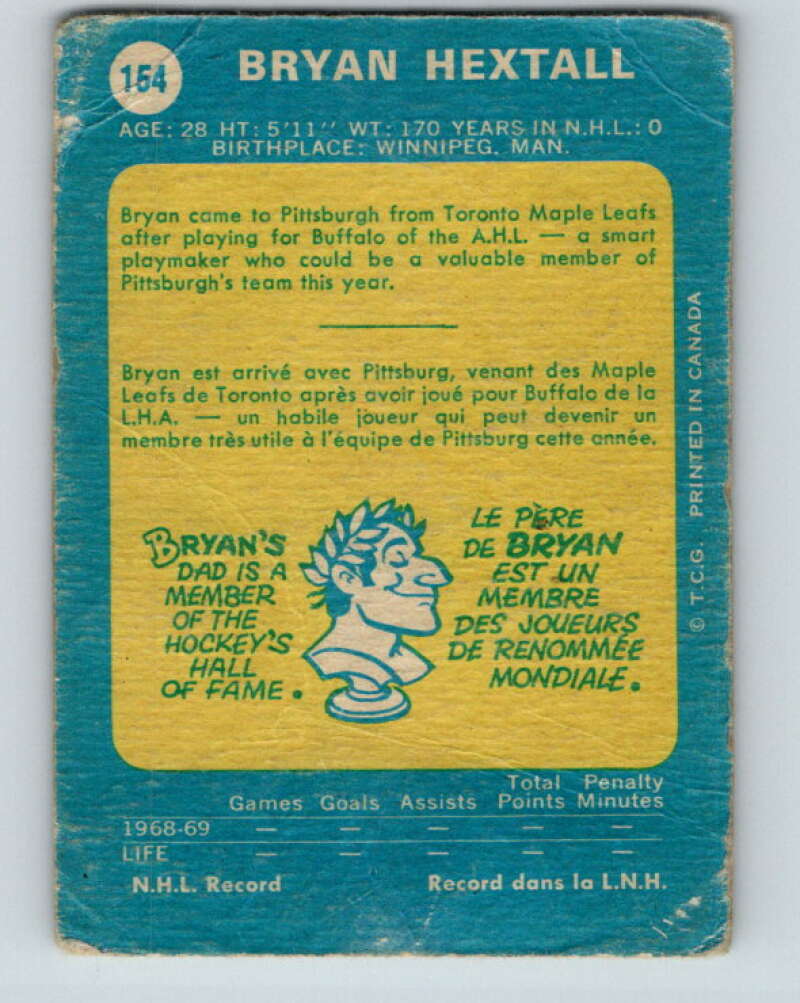 154
BRYAN HEXTALL
AGE: 28 HT: 5'11" WT: 170 YEARS IN N.H.L.: 0
BIRTHPLACE: WINNIPEG. MAN.
Bryan came to Pittsburgh from Toronto Maple Leafs
after playing for Buffalo of the A.H.L. — a smart
playmaker who could be a valuable member of
Pittsburgh's team this year.
Bryan est arrivé avec Pittsburg, venant des Maple
Leafs de Toronto après avoir joué pour Buffalo de la
L.H.A. — un habile joueur qui peut devenir un
membre très utile à l'équipe de Pittsburg cette année.
BRYAN'S
DAD IS A
MEMBER
OF THE
HOCKEY'S
HALL
OF FAME.
LE PÈRE
DE BRYAN
EST UN
MEMBRE
DES JOUEURS
DE RENOMMÉE
MONDIALE.
© T.C.G. PRINTED IN CANADA
Games Goals Assists Total Points Penalty Minutes
1968-69 — — — — —
LIFE — — — — —
N.H.L. Record Record dans la L.N.H.